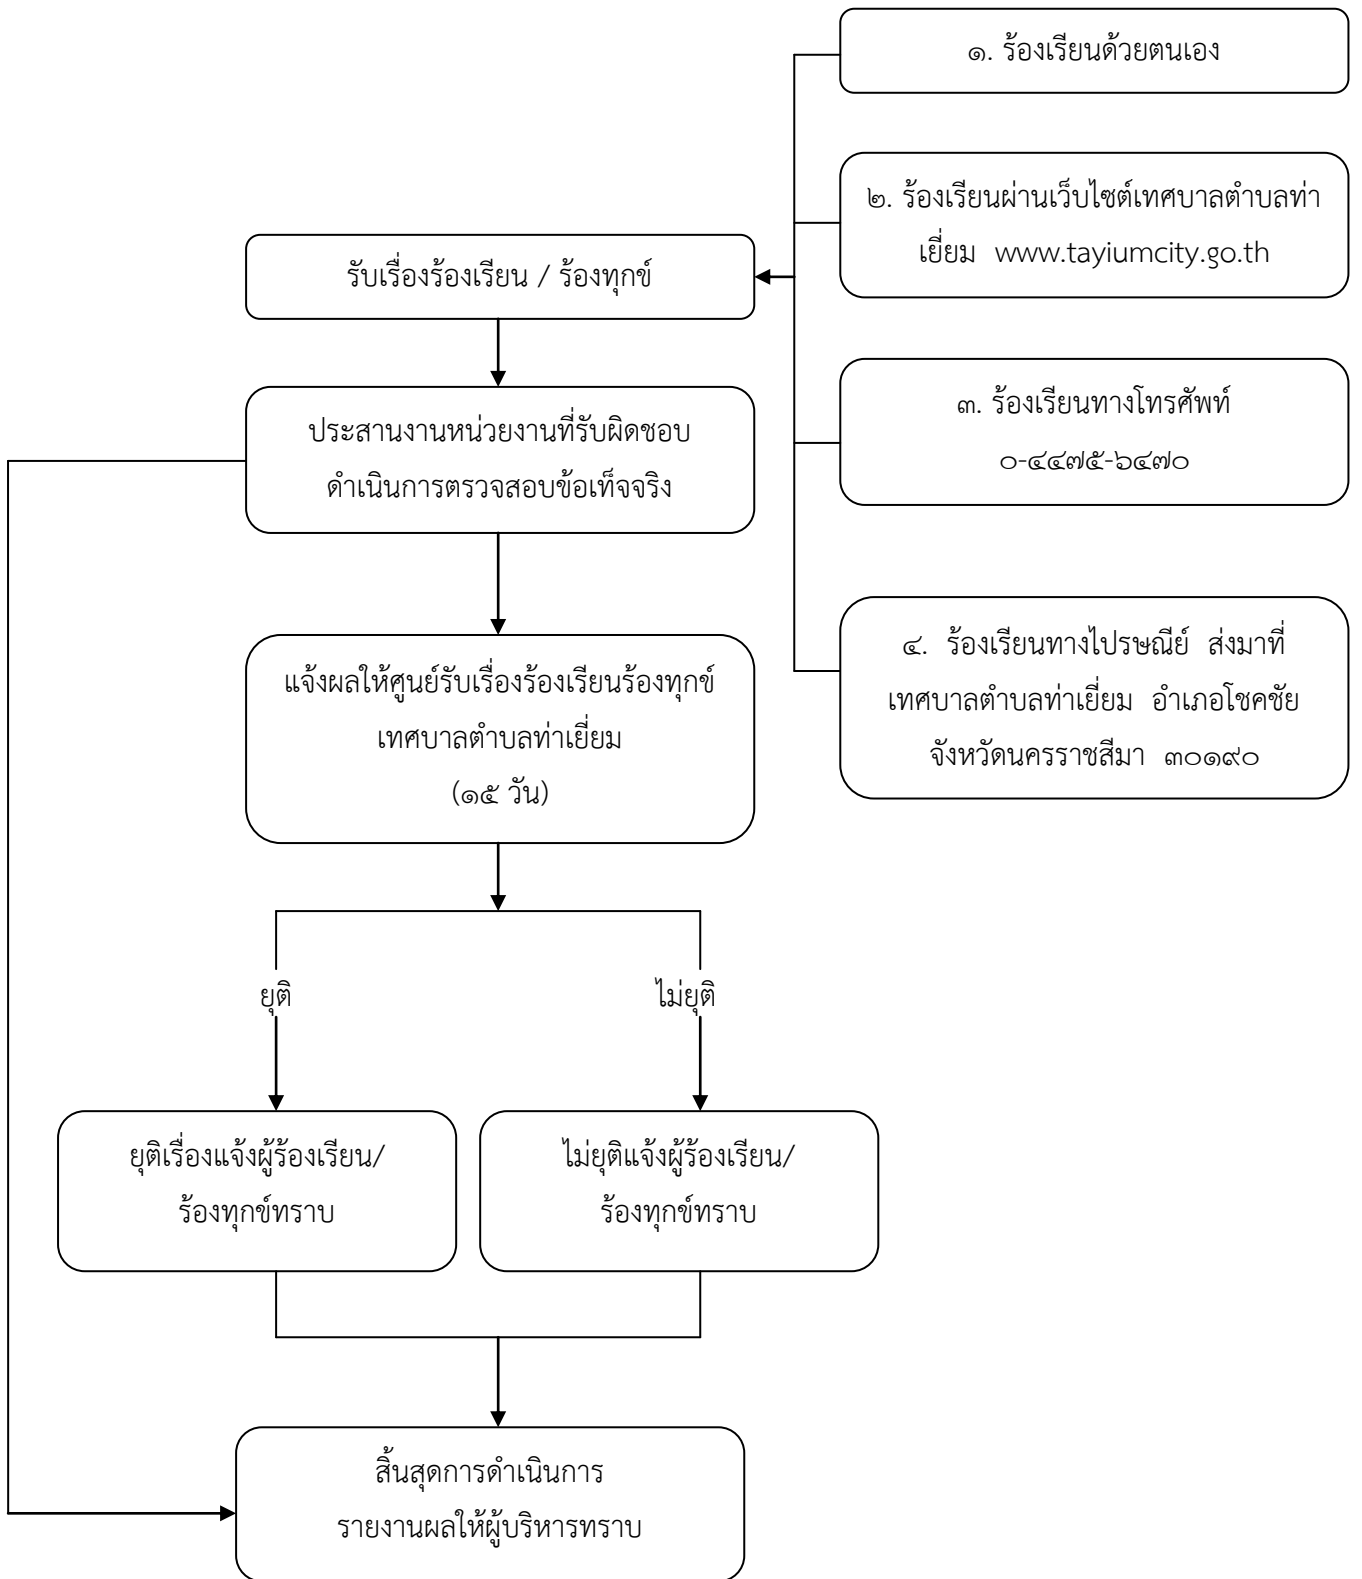 ๑. ร้องเรียนด้วยตนเอง
๒. ร้องเรียนผ่านเว็บไซต์เทศบาลตำบลท่า
เยี่ยม www.tayiumcity.go.th
รับเรื่องร้องเรียน / ร้องทุกข์
๓. ร้องเรียนทางโทรศัพท์
๐-๔๔๗๕-๖๔๗๐
ประสานงานหน่วยงานที่รับผิดชอบ
ดำเนินการตรวจสอบข้อเท็จจริง
๔. ร้องเรียนทางไปรษณีย์ ส่งมาที่
เทศบาลตำบลท่าเยี่ยม อำเภอโชคชัย
จังหวัดนครราชสีมา ๓๐๑๙๐
แจ้งผลให้ศูนย์รับเรื่องร้องเรียนร้องทุกข์
เทศบาลตำบลท่าเยี่ยม
(๑๕ วัน)
ยุติ
ไม่ยุติ
ยุติเรื่องแจ้งผู้ร้องเรียน/
ร้องทุกข์ทราบ
ไม่ยุติแจ้งผู้ร้องเรียน/
ร้องทุกข์ทราบ
สิ้นสุดการดำเนินการ
รายงานผลให้ผู้บริหารทราบ